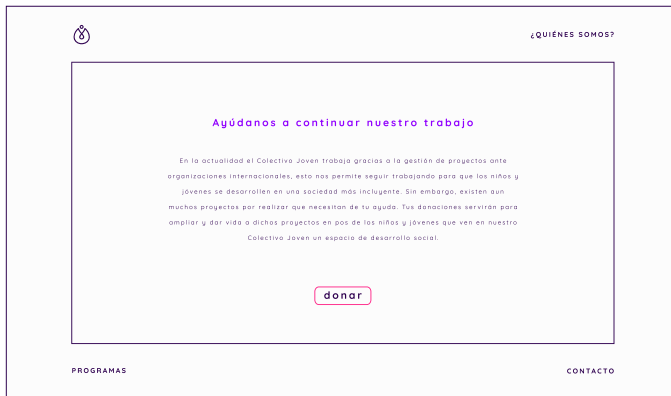 ¿QUIÉNES SOMOS?
Ayúdanos a continuar nuestro trabajo
En la actualidad el Colectivo Joven trabaja gracias a la gestión de proyectos ante
organizaciones internacionales, esto nos permite seguir trabajando para que los niños y
jóvenes se desarrollen en una sociedad más incluyente. Sin embargo, existen aun
muchos proyectos por realizar que necesitan de tu ayuda. Tus donaciones servirán para
ampliar y dar vida a dichos proyectos en pos de los niños y jóvenes que ven en nuestro
Colectivo Joven un espacio de desarrollo social.
donar
PROGRAMAS
CONTACTO